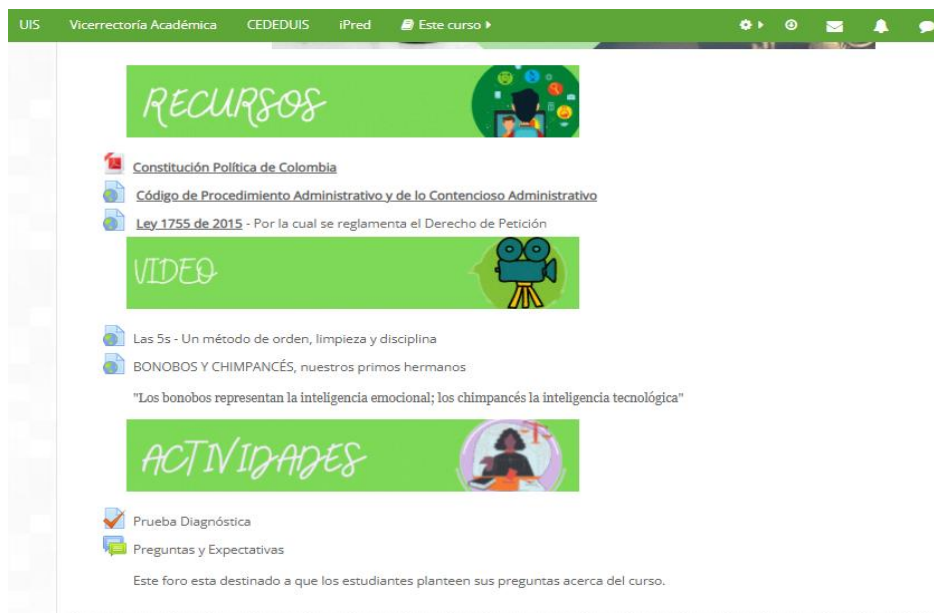 UIS Vicerrectoría Académica CEDEDUIS iPred Este curso
RECURSOS
Constitución Política de Colombia
Código de Procedimiento Administrativo y de lo Contencioso Administrativo
Ley 1755 de 2015 - Por la cual se reglamenta el Derecho de Petición
VIDEO
Las 5s - Un método de orden, limpieza y disciplina
BONOBOS Y CHIMPANCÉS, nuestros primos hermanos
"Los bonobos representan la inteligencia emocional; los chimpancés la inteligencia tecnológica"
ACTIVIDADES
Prueba Diagnóstica
Preguntas y Expectativas
Este foro esta destinado a que los estudiantes planteen sus preguntas acerca del curso.